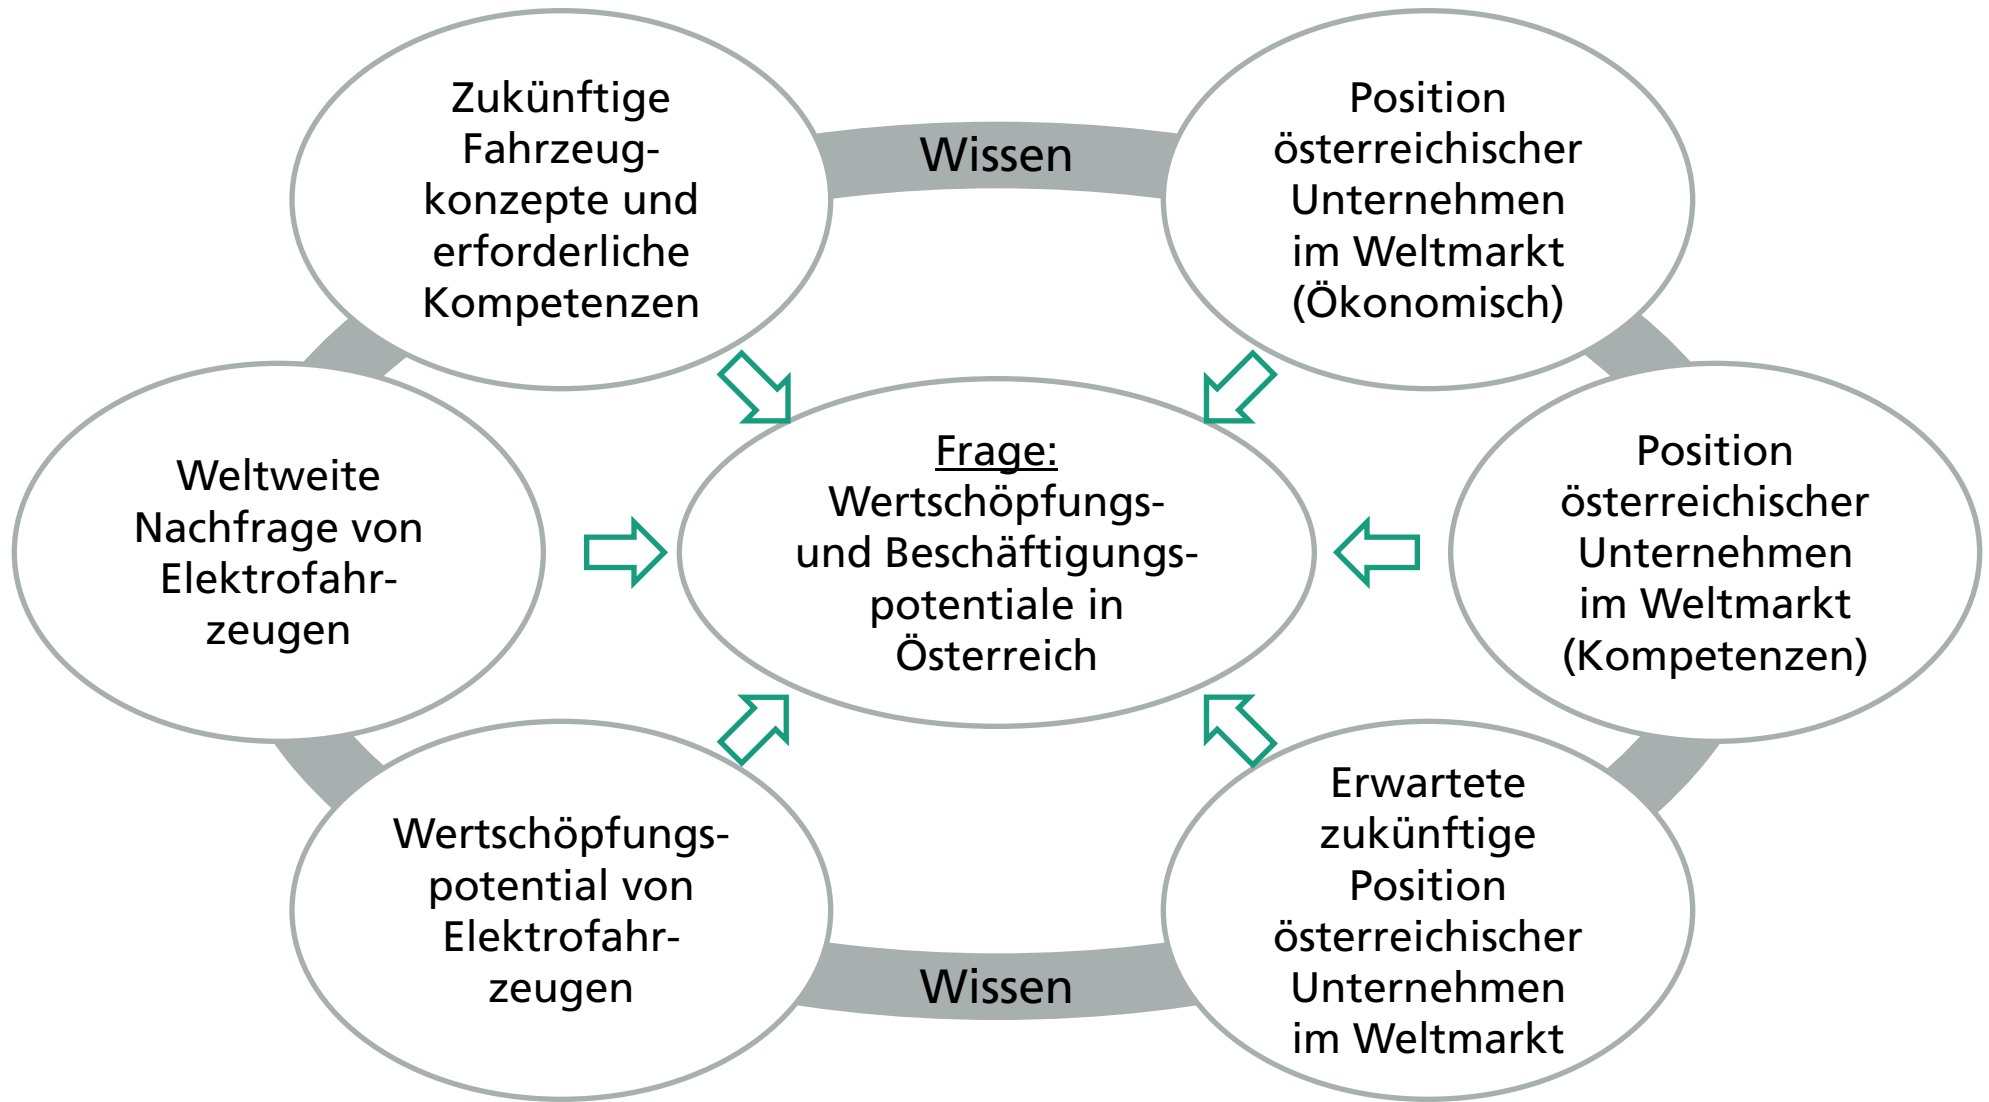 Zukünftige
Fahrzeug-
konzepte und
erforderliche
Kompetenzen
Wissen
Position
österreichischer
Unternehmen
im Weltmarkt
(Ökonomisch)
Weltweite
Nachfrage von
Elektrofahr-
zeugen
Frage:
Wertschöpfungs-
und Beschäftigungs-
potentiale in
Österreich
Position
österreichischer
Unternehmen
im Weltmarkt
(Kompetenzen)
Wertschöpfungs-
potential von
Elektrofahr-
zeugen
Wissen
Erwartete
zukünftige
Position
österreichischer
Unternehmen
im Weltmarkt